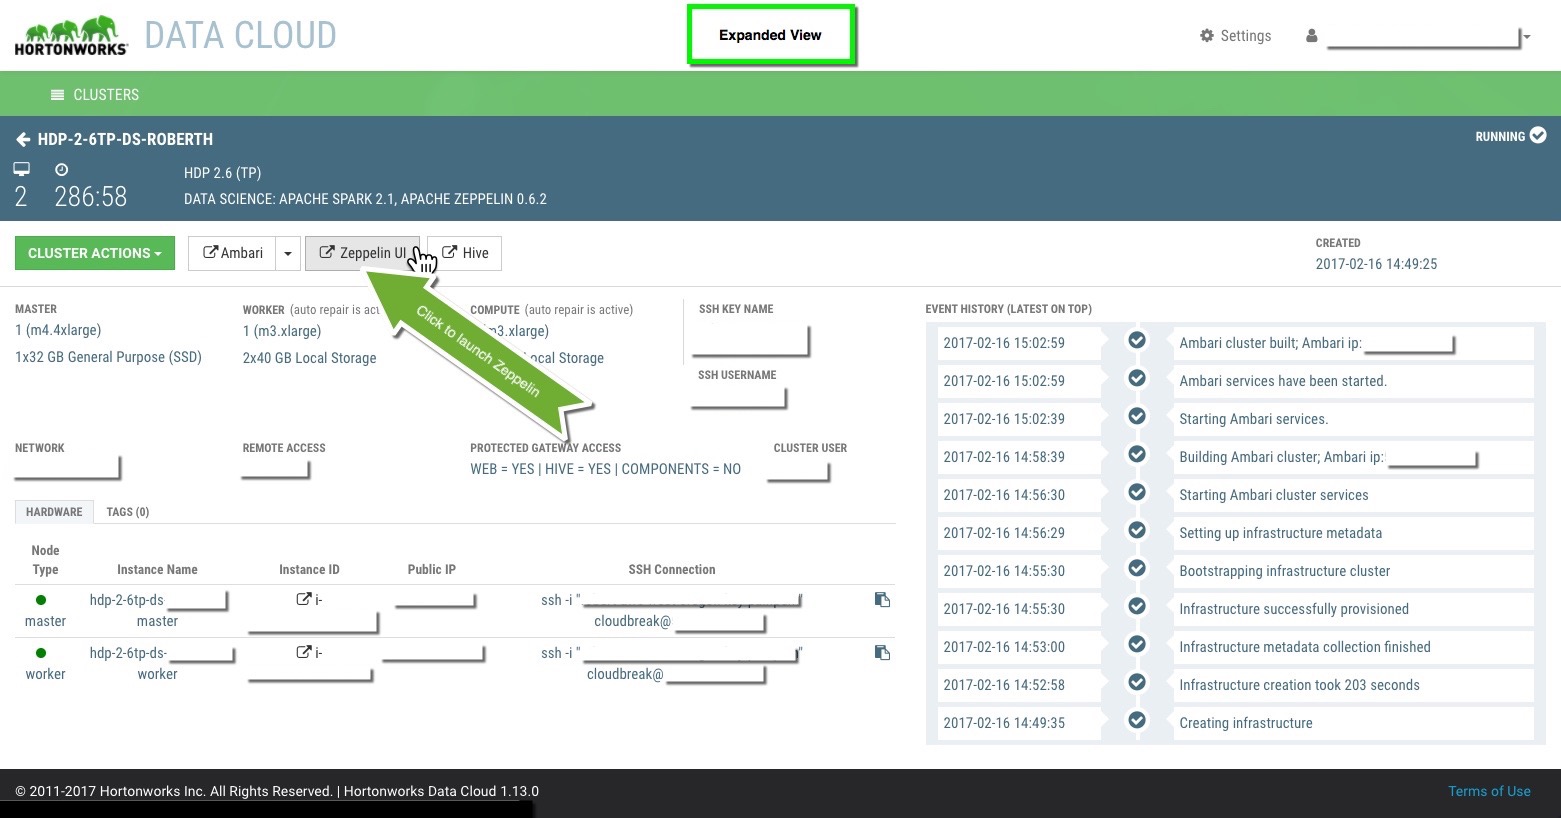 HORTONWORKS
DATA CLOUD
Expanded View
Settings
CLUSTERS
HDP-2-6TP-DS-ROBERTH
RUNNING
2
286:58
HDP 2.6 (TP)
DATA SCIENCE: APACHE SPARK 2.1, APACHE ZEPPELIN 0.6.2
CLUSTER ACTIONS
Ambari
Zeppelin UI
Hive
CREATED
2017-02-16 14:49:25
Click to launch Zeppelin
MASTER
1 (m4.4xlarge)
1x32 GB General Purpose (SSD)
WORKER (auto repair is act
1 (m3.xlarge)
2x40 GB Local Storage
COMPUTE (auto repair is active)
m3.xlarge)
ocal Storage
SSH KEY NAME
SSH USERNAME
NETWORK
REMOTE ACCESS
PROTECTED GATEWAY ACCESS
WEB = YES | HIVE = YES | COMPONENTS = NO
CLUSTER USER
HARDWARE
TAGS (0)
Node Type
Instance Name
Instance ID
Public IP
SSH Connection
hdp-2-6tp-ds
i-
ssh -i "
"
master
master
cloudbreak@
hdp-2-6tp-ds-
i-
ssh -i "
"
worker
worker
cloudbreak@
EVENT HISTORY (LATEST ON TOP)
2017-02-16 15:02:59 Ambari cluster built; Ambari ip:
2017-02-16 15:02:59 Ambari services have been started.
2017-02-16 15:02:39 Starting Ambari services.
2017-02-16 14:58:39 Building Ambari cluster; Ambari ip:
2017-02-16 14:56:30 Starting Ambari cluster services
2017-02-16 14:56:29 Setting up infrastructure metadata
2017-02-16 14:55:30 Bootstrapping infrastructure cluster
2017-02-16 14:55:30 Infrastructure successfully provisioned
2017-02-16 14:53:00 Infrastructure metadata collection finished
2017-02-16 14:52:58 Infrastructure creation took 203 seconds
2017-02-16 14:49:35 Creating infrastructure
© 2011-2017 Hortonworks Inc. All Rights Reserved. | Hortonworks Data Cloud 1.13.0
Terms of Use